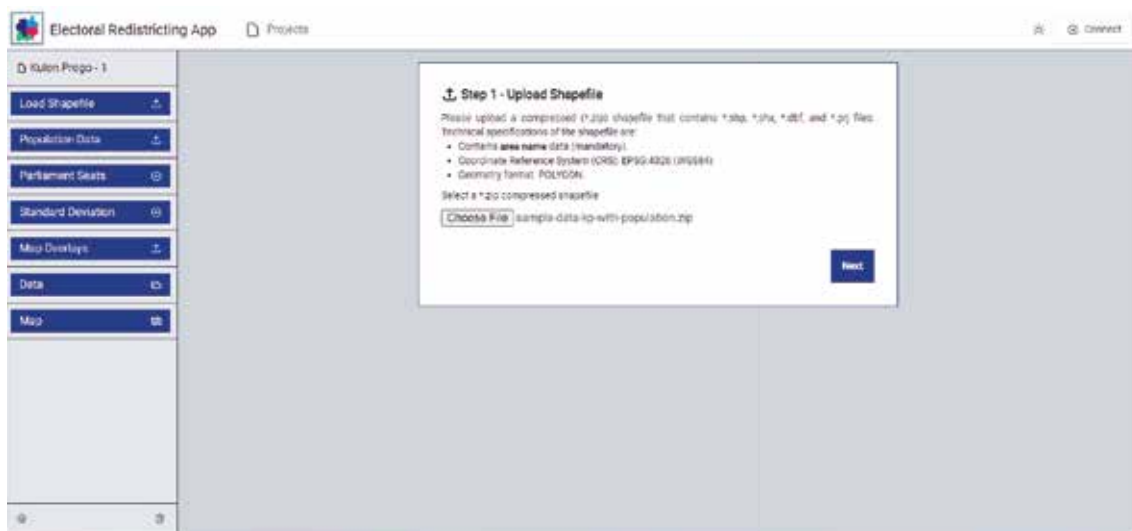 Electoral Redistricting App
Projects
Connect
Kulon Progo - 1
Load Shapefile
Population Data
Parliament Seats
Standard Deviation
Map Overlays
Data
Map
Step 1 - Upload Shapefile
Please upload a compressed (*.zip) shapefile that contains *.shp, *.shx, *.dbf, and *.prj files.
Technical specifications of the shapefile are:
• Contains area name data (mandatory).
• Coordinate Reference System (CRS): EPSG:4326 (WGS84)
• Geometry format: POLYGON.
Select a *.zip compressed shapefile
Choose File sample-data-kp-with-population.zip
Next